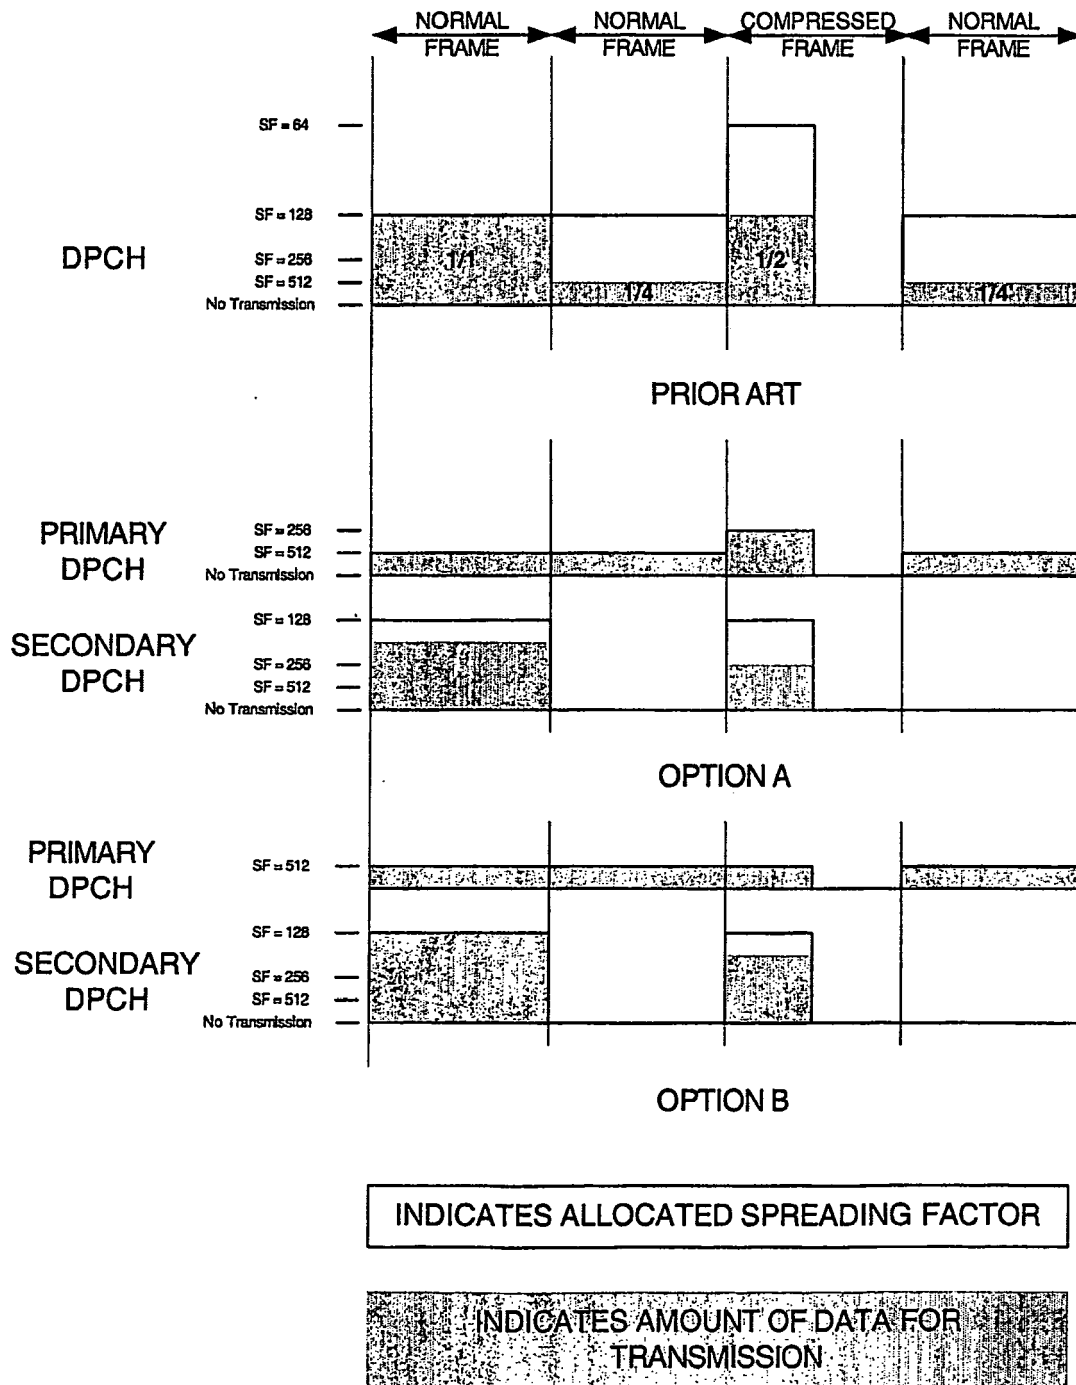 NORMAL FRAME
NORMAL FRAME
COMPRESSED FRAME
NORMAL FRAME
SF = 64
SF = 128
DPCH
SF = 256
1/1
1/2
SF = 512
1/4
1/4
No Transmission
PRIOR ART
PRIMARY DPCH
SF = 256
SF = 512
No Transmission
SECONDARY DPCH
SF = 128
SF = 256
SF = 512
No Transmission
OPTION A
PRIMARY DPCH
SF = 512
SECONDARY DPCH
SF = 128
SF = 256
SF = 512
No Transmission
OPTION B
INDICATES ALLOCATED SPREADING FACTOR
INDICATES AMOUNT OF DATA FOR
TRANSMISSION